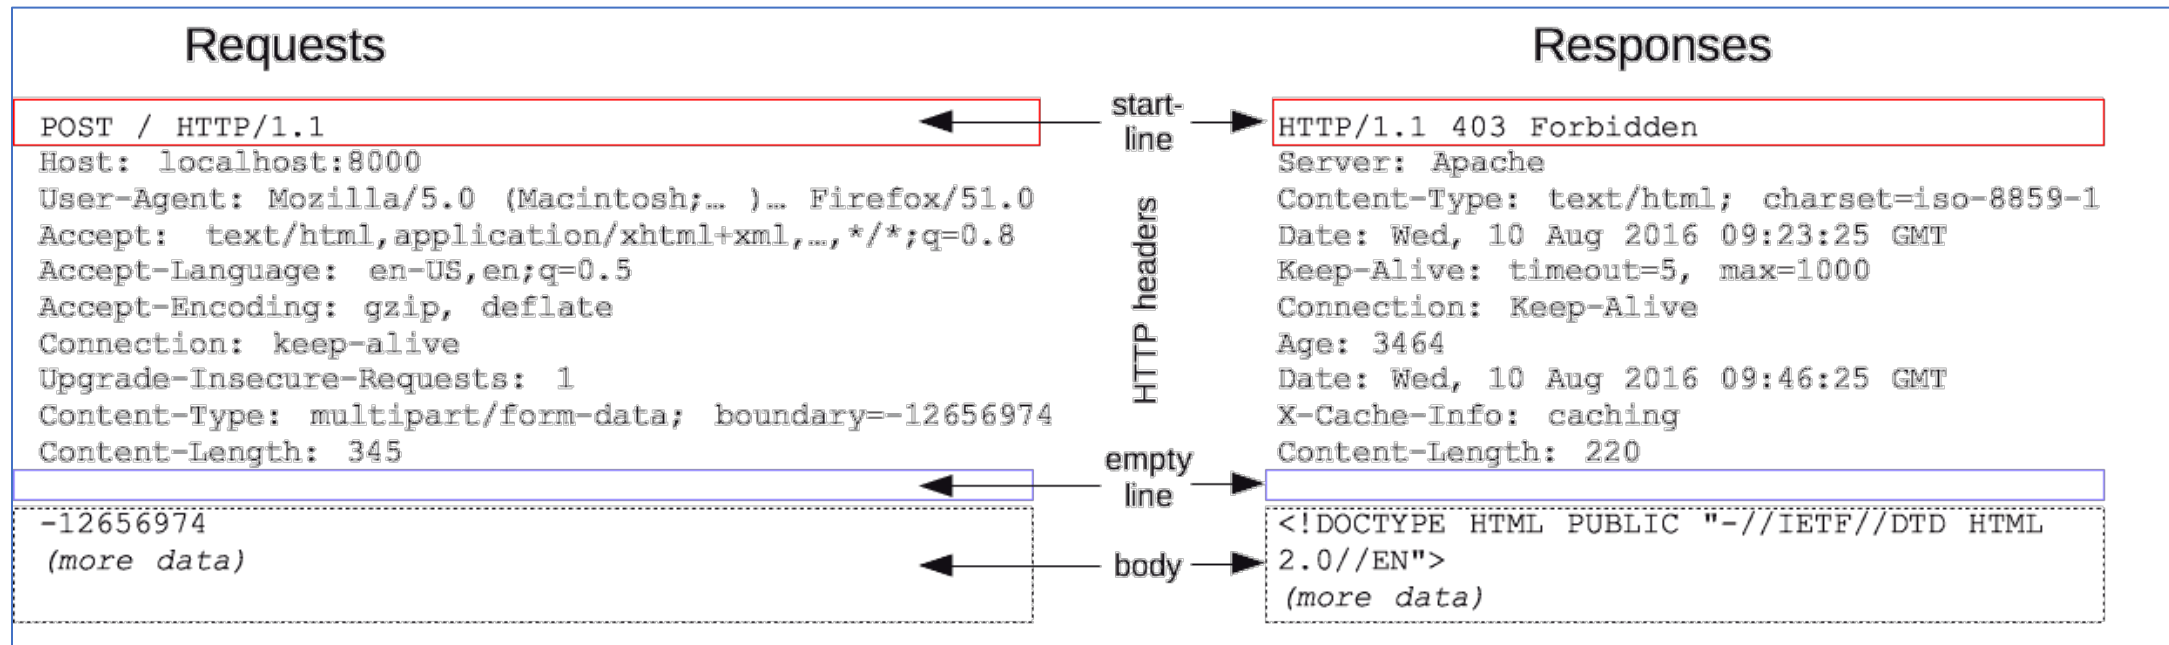 Requests
POST / HTTP/1.1
Host: localhost:8000
User-Agent: Mozilla/5.0 (Macintosh;… )… Firefox/51.0
Accept: text/html,application/xhtml+xml,…,*/*;q=0.8
Accept-Language: en-US,en;q=0.5
Accept-Encoding: gzip, deflate
Connection: keep-alive
Upgrade-Insecure-Requests: 1
Content-Type: multipart/form-data; boundary=-12656974
Content-Length: 345
-12656974
(more data)
start-
line
HTTP headers
empty
line
body
Responses
HTTP/1.1 403 Forbidden
Server: Apache
Content-Type: text/html; charset=iso-8859-1
Date: Wed, 10 Aug 2016 09:23:25 GMT
Keep-Alive: timeout=5, max=1000
Connection: Keep-Alive
Age: 3464
Date: Wed, 10 Aug 2016 09:46:25 GMT
X-Cache-Info: caching
Content-Length: 220
<!DOCTYPE HTML PUBLIC "-//IETF//DTD HTML
2.0//EN">
(more data)